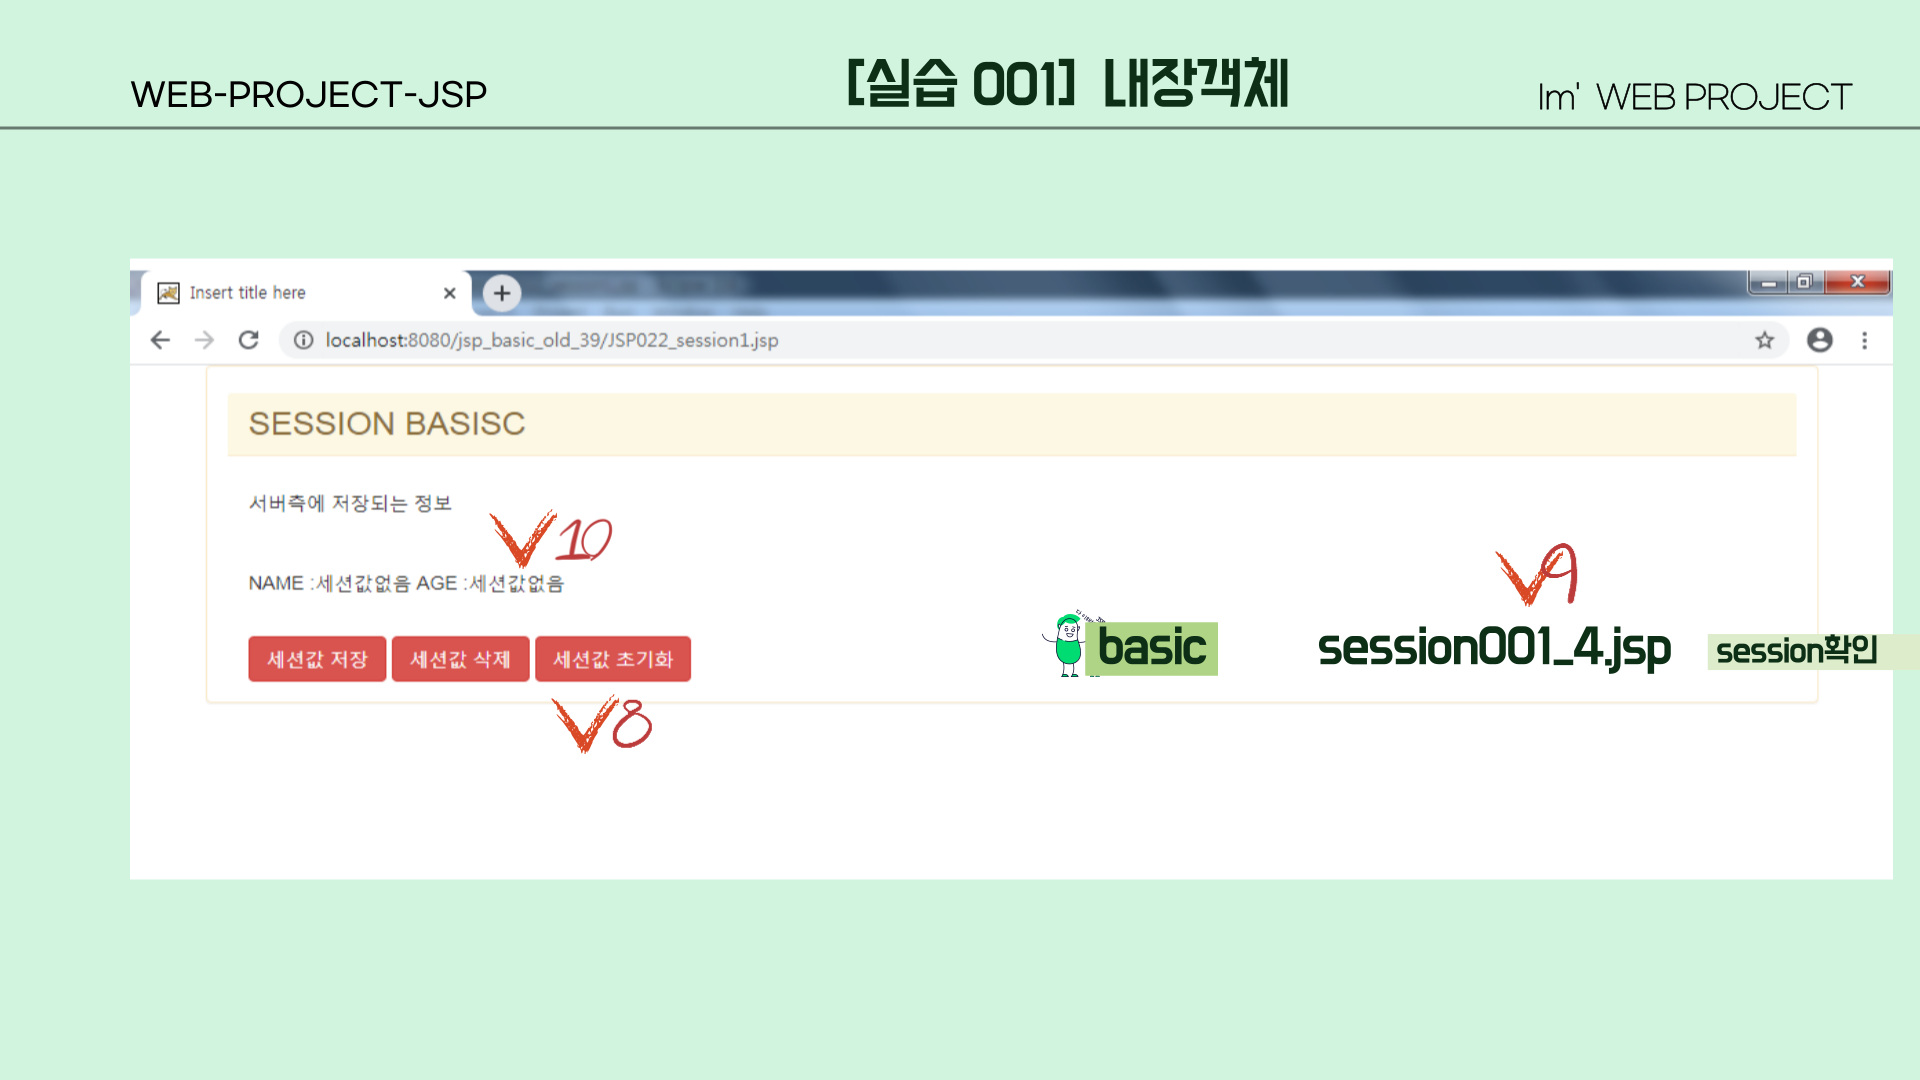 WEB-PROJECT-JSP
[실습 001] 내장객체
Im' WEB PROJECT
Insert title here
localhost:8080/jsp_basic_old_39/JSP022_session1.jsp
SESSION BASISC
서버측에 저장되는 정보
10
NAME :세션값없음 AGE :세션값없음
9
basic
session001_4.jsp
session확인
세션값 저장 세션값 삭제 세션값 초기화
8